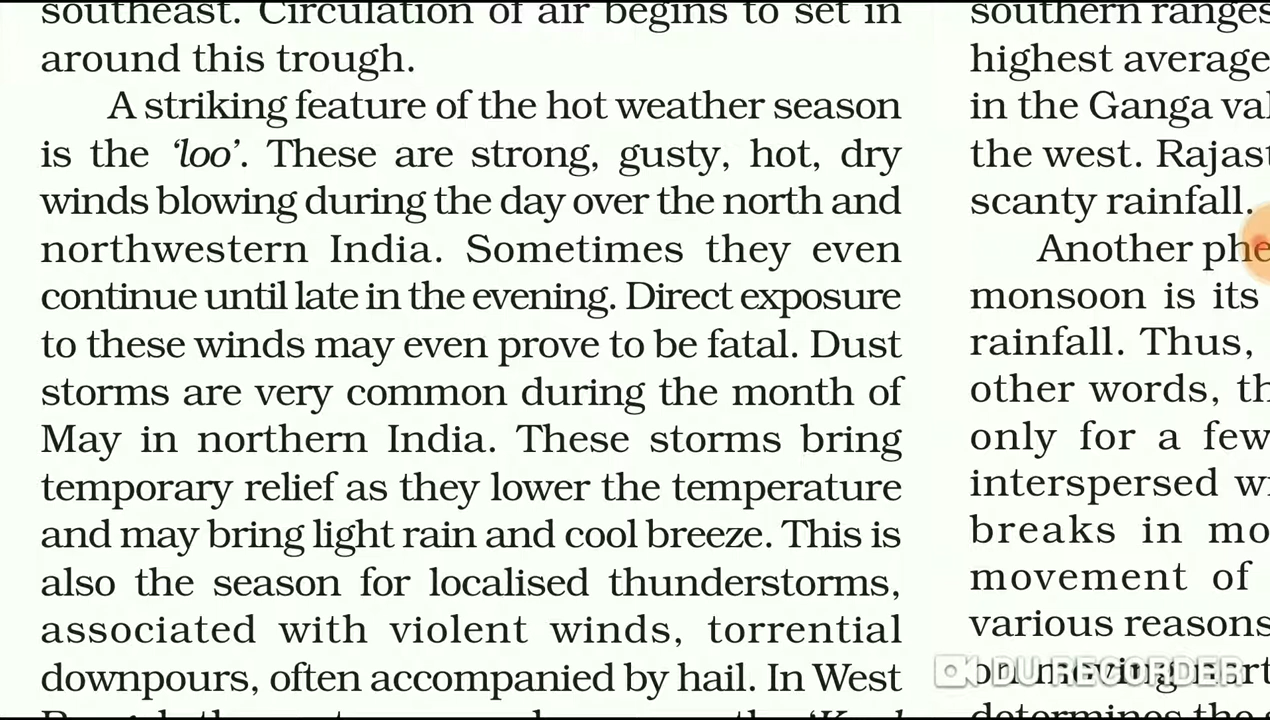 southeast. Circulation of air begins to set in
around this trough.
A striking feature of the hot weather season
is the ‘loo’. These are strong, gusty, hot, dry
winds blowing during the day over the north and
northwestern India. Sometimes they even
continue until late in the evening. Direct exposure
to these winds may even prove to be fatal. Dust
storms are very common during the month of
May in northern India. These storms bring
temporary relief as they lower the temperature
and may bring light rain and cool breeze. This is
also the season for localised thunderstorms,
associated with violent winds, torrential
downpours, often accompanied by hail. In West
southern ranges
highest average
in the Ganga
the west.
scanty rainfall.
Another
monsoon is its
rainfall. Thus,
other words,
only for a few
interspersed
breaks in
movement of
various reasons
on moving
determines the
DU RECORDER